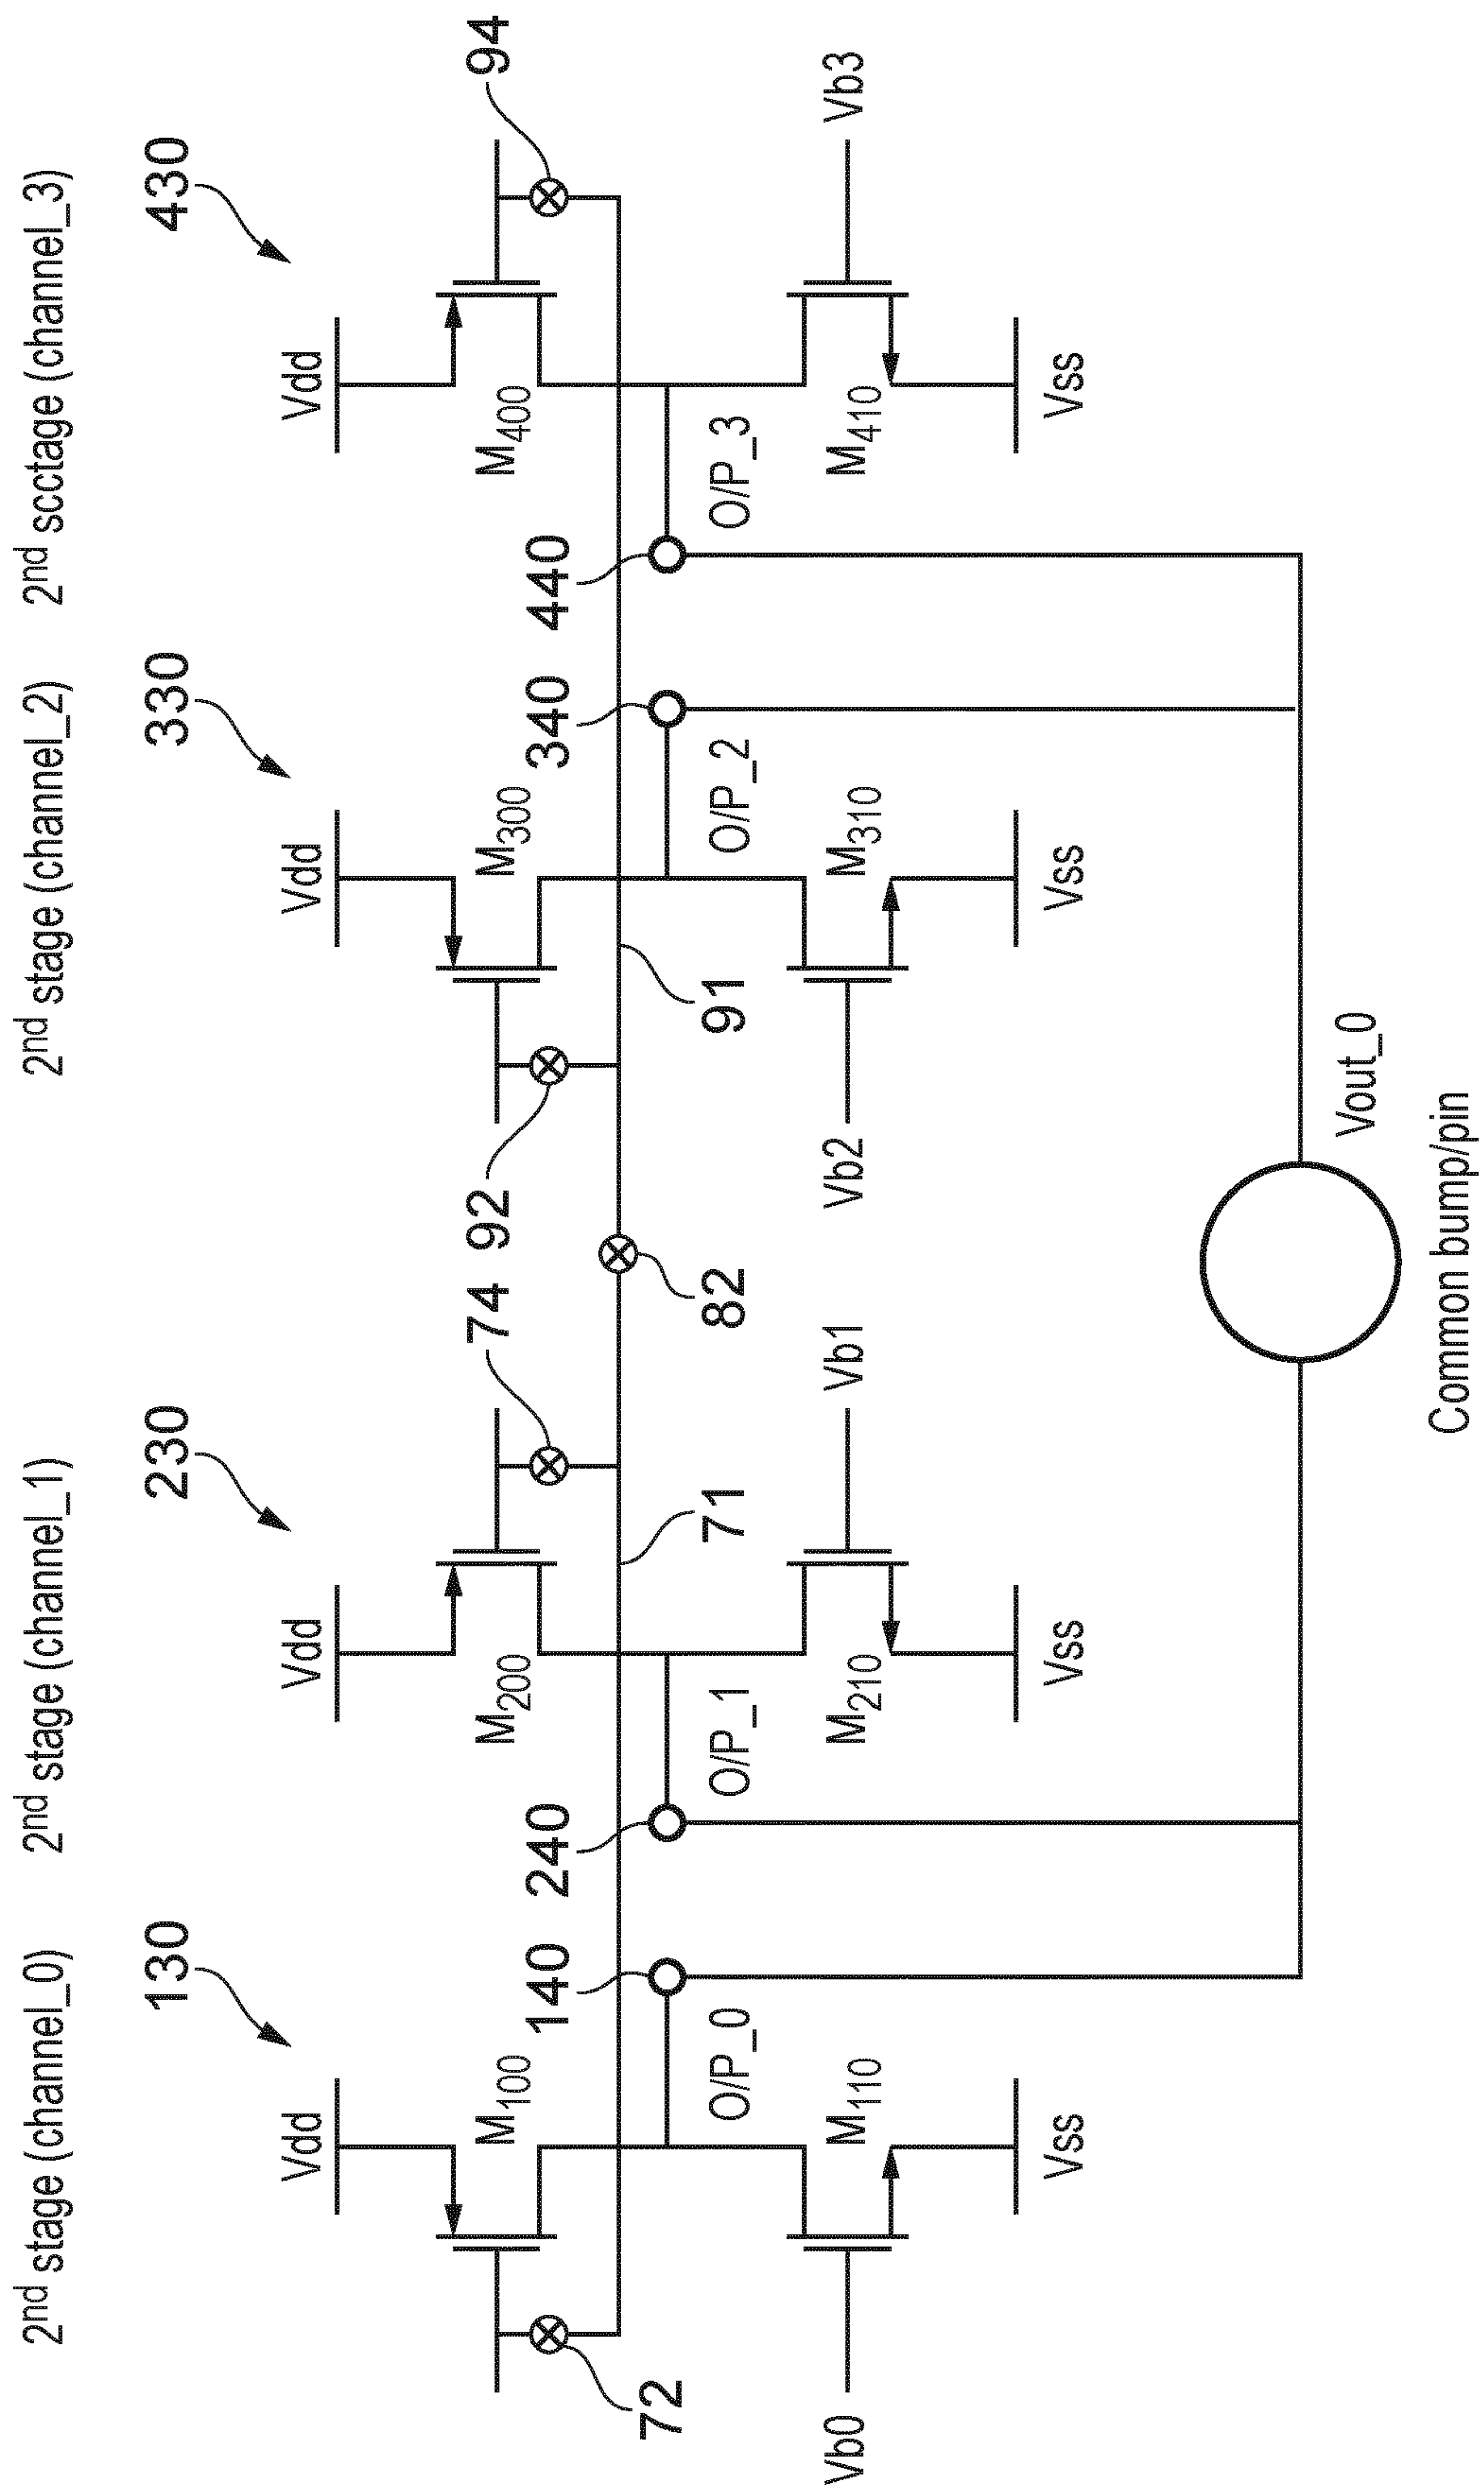 2nd stage (channel_0)
2nd stage (channel_1)
2nd stage (channel_2)
2nd scctage (channel_3)
130
230
330
430
Vdd
Vdd
Vdd
Vdd
74
92
94
M100
M200
M300
M400
140
240
340
440
72
71
82
91
O/P_0
O/P_1
O/P_2
O/P_3
Vb0
M110
M210
Vb1
Vb2
M310
M410
Vb3
Vss
Vss
Vss
Vss
Vout_0
Common bump/pin